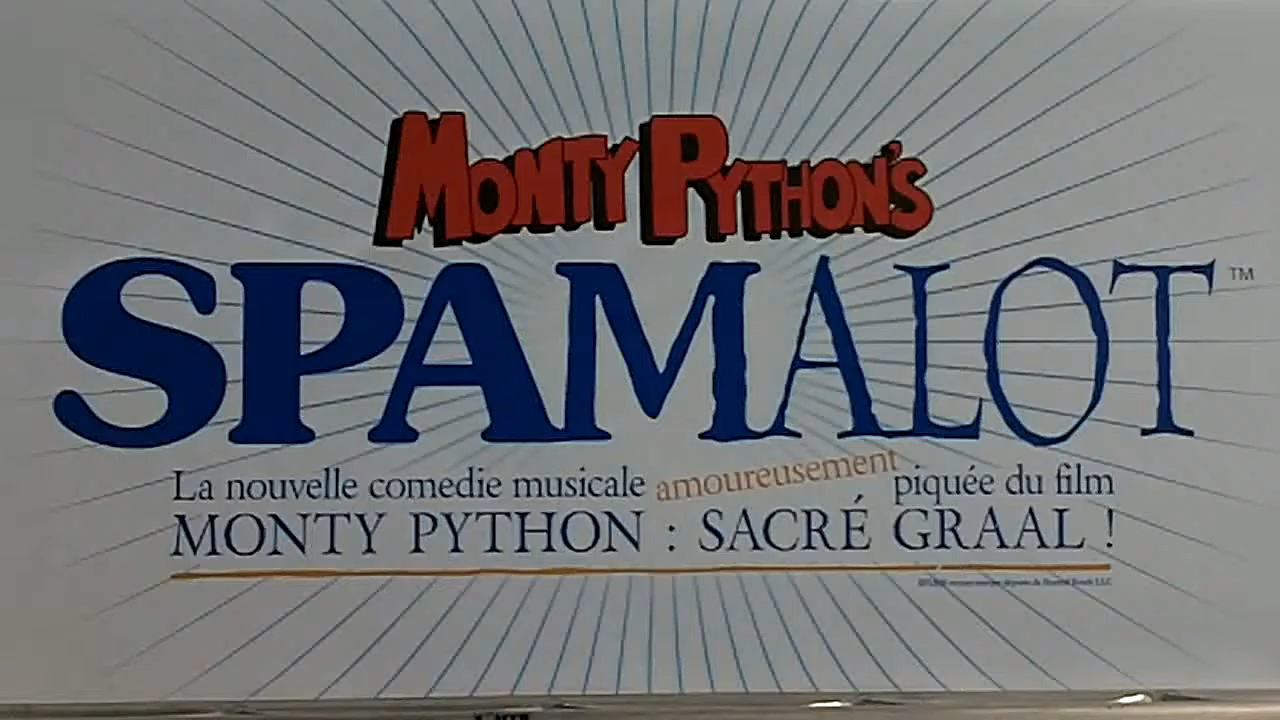 MONTY PYTHON'S
SPAMALOT™
La nouvelle comedie musicale amoureusement piquée du film
MONTY PYTHON : SACRÉ GRAAL !